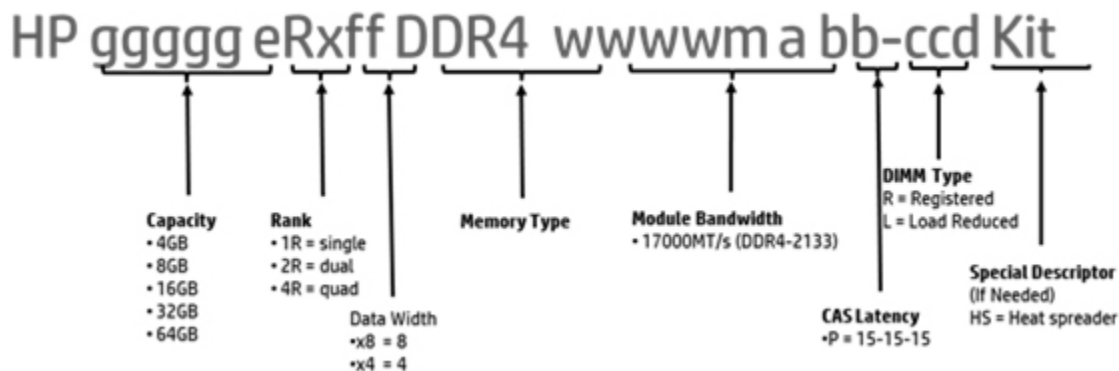 HP ggggg eRxff DDR4 wwwwm a bb-ccd Kit
Capacity
• 4GB
• 8GB
• 16GB
• 32GB
• 64GB
Rank
• 1R = single
• 2R = dual
• 4R = quad
Data Width
•x8 = 8
•x4 = 4
Memory Type
Module Bandwidth
• 17000MT/s (DDR4-2133)
CAS Latency
•P = 15-15-15
DIMM Type
R = Registered
L = Load Reduced
Special Descriptor
(If Needed)
HS = Heat spreader